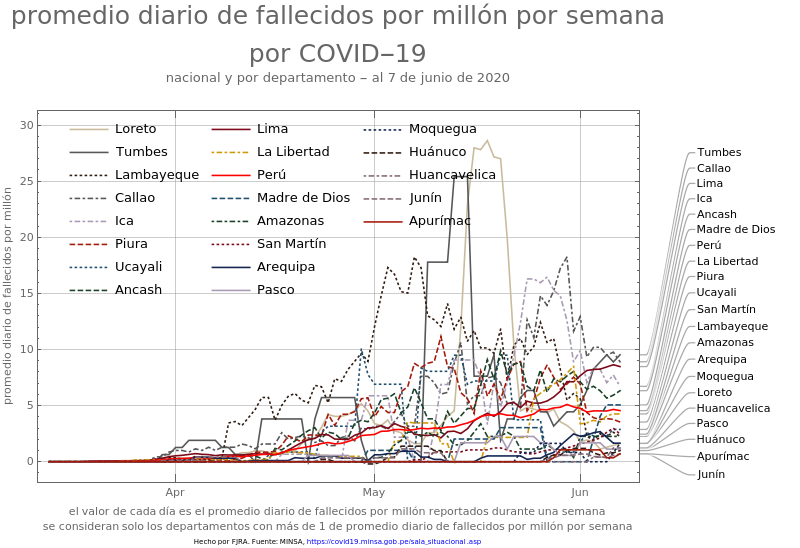 promedio diario de fallecidos por millón por semana
por COVID‒19
nacional y por departamento ‒ al 7 de junio de 2020
promedio diario de fallecidos por millón
30
25
20
15
10
5
0
Apr
May
Jun
Loreto
Tumbes
Lambayeque
Callao
Ica
Piura
Ucayali
Ancash
Lima
La Libertad
Perú
Madre de Dios
Amazonas
San Martín
Arequipa
Pasco
Moquegua
Huánuco
Huancavelica
Junín
Apurímac
Tumbes
Callao
Lima
Ica
Ancash
Madre de Dios
Perú
La Libertad
Piura
Ucayali
San Martín
Lambayeque
Amazonas
Arequipa
Moquegua
Loreto
Huancavelica
Pasco
Huánuco
Apurímac
Junín
el valor de cada día es el promedio diario de fallecidos por millón reportados durante una semana
se consideran solo los departamentos con más de 1 de promedio diario de fallecidos por millón por semana
Hecho por FJRA. Fuente: MINSA, https://covid19.minsa.gob.pe/sala_situacional.asp